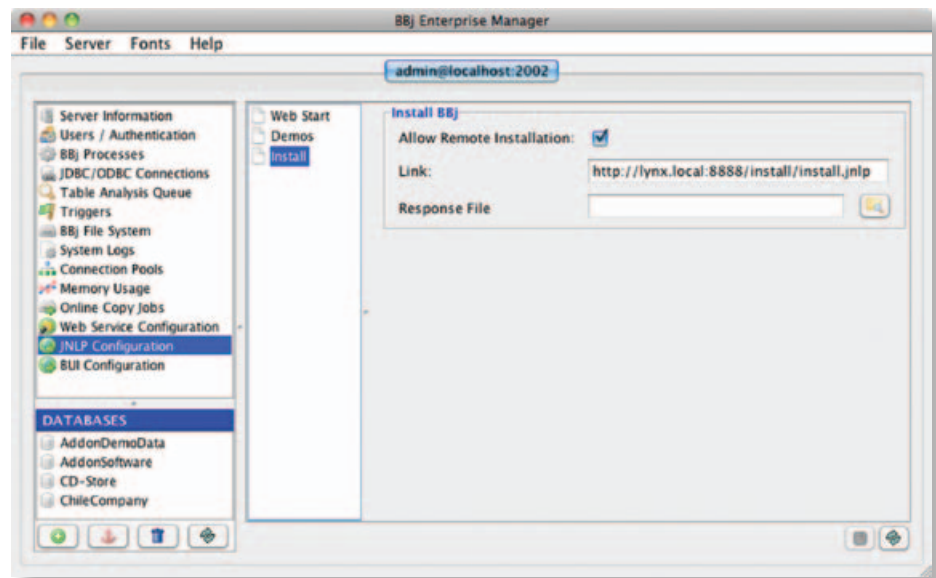 BBj Enterprise Manager
File Server Fonts Help
admin@localhost:2002
Server Information
Users / Authentication
BBj Processes
JDBC/ODBC Connections
Table Analysis Queue
Triggers
BBj File System
System Logs
Connection Pools
Memory Usage
Online Copy Jobs
Web Service Configuration
JNLP Configuration
BUI Configuration
DATABASES
AddonDemoData
AddonSoftware
CD-Store
ChileCompany
Web Start
Demos
Install
Install BBj
Allow Remote Installation:
Link: http://lynx.local:8888/install/install.jnlp
Response File